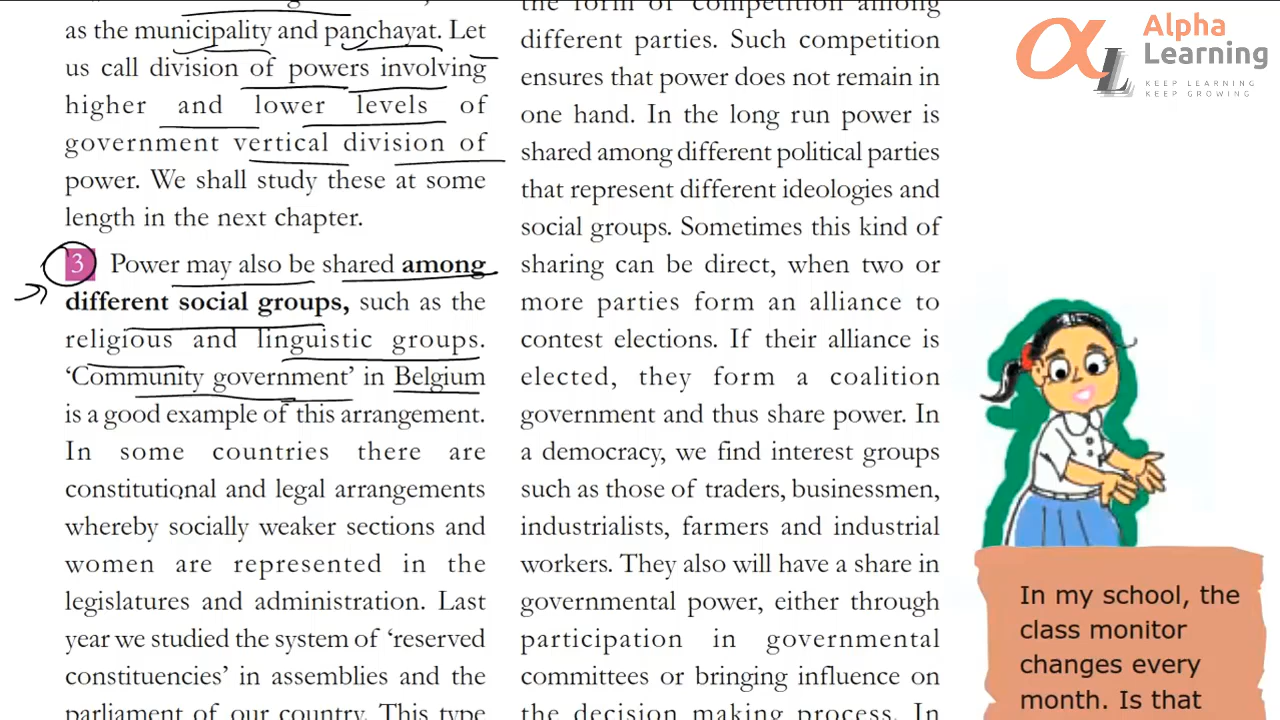 as the municipality and panchayat. Let
us call division of powers involving
higher and lower levels of
government vertical division of
power. We shall study these at some
length in the next chapter.
3 Power may also be shared among
different social groups, such as the
religious and linguistic groups.
‘Community government’ in Belgium
is a good example of this arrangement.
In some countries there are
constitutional and legal arrangements
whereby socially weaker sections and
women are represented in the
legislatures and administration. Last
year we studied the system of ‘reserved
constituencies’ in assemblies and the
parliament of our country. This type
the form of competition among
different parties. Such competition
ensures that power does not remain in
one hand. In the long run power is
shared among different political parties
that represent different ideologies and
social groups. Sometimes this kind of
sharing can be direct, when two or
more parties form an alliance to
contest elections. If their alliance is
elected, they form a coalition
government and thus share power. In
a democracy, we find interest groups
such as those of traders, businessmen,
industrialists, farmers and industrial
workers. They also will have a share in
governmental power, either through
participation in governmental
committees or bringing influence on
the decision making process. In
Alpha
Learning
KEEP LEARNING
KEEP GROWING
In my school, the
class monitor
changes every
month. Is that